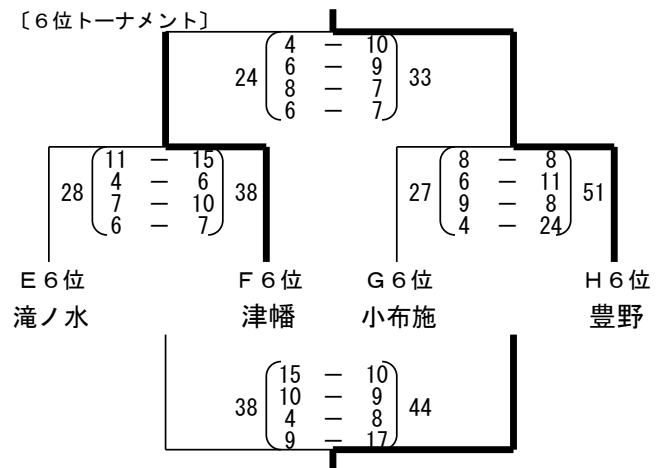 〔６位トーナメント〕
4 － 10
24 6 － 9 33
8 － 7
6 － 7
11 － 15 8 － 8
28 4 － 6 38 27 6 － 11 51
7 － 10 9 － 8
6 － 7 4 － 24
Ｅ６位 Ｆ６位 Ｇ６位 Ｈ６位
滝ノ水 津幡 小布施 豊野
15 － 10
38 10 － 9 44
4 － 8
9 － 17